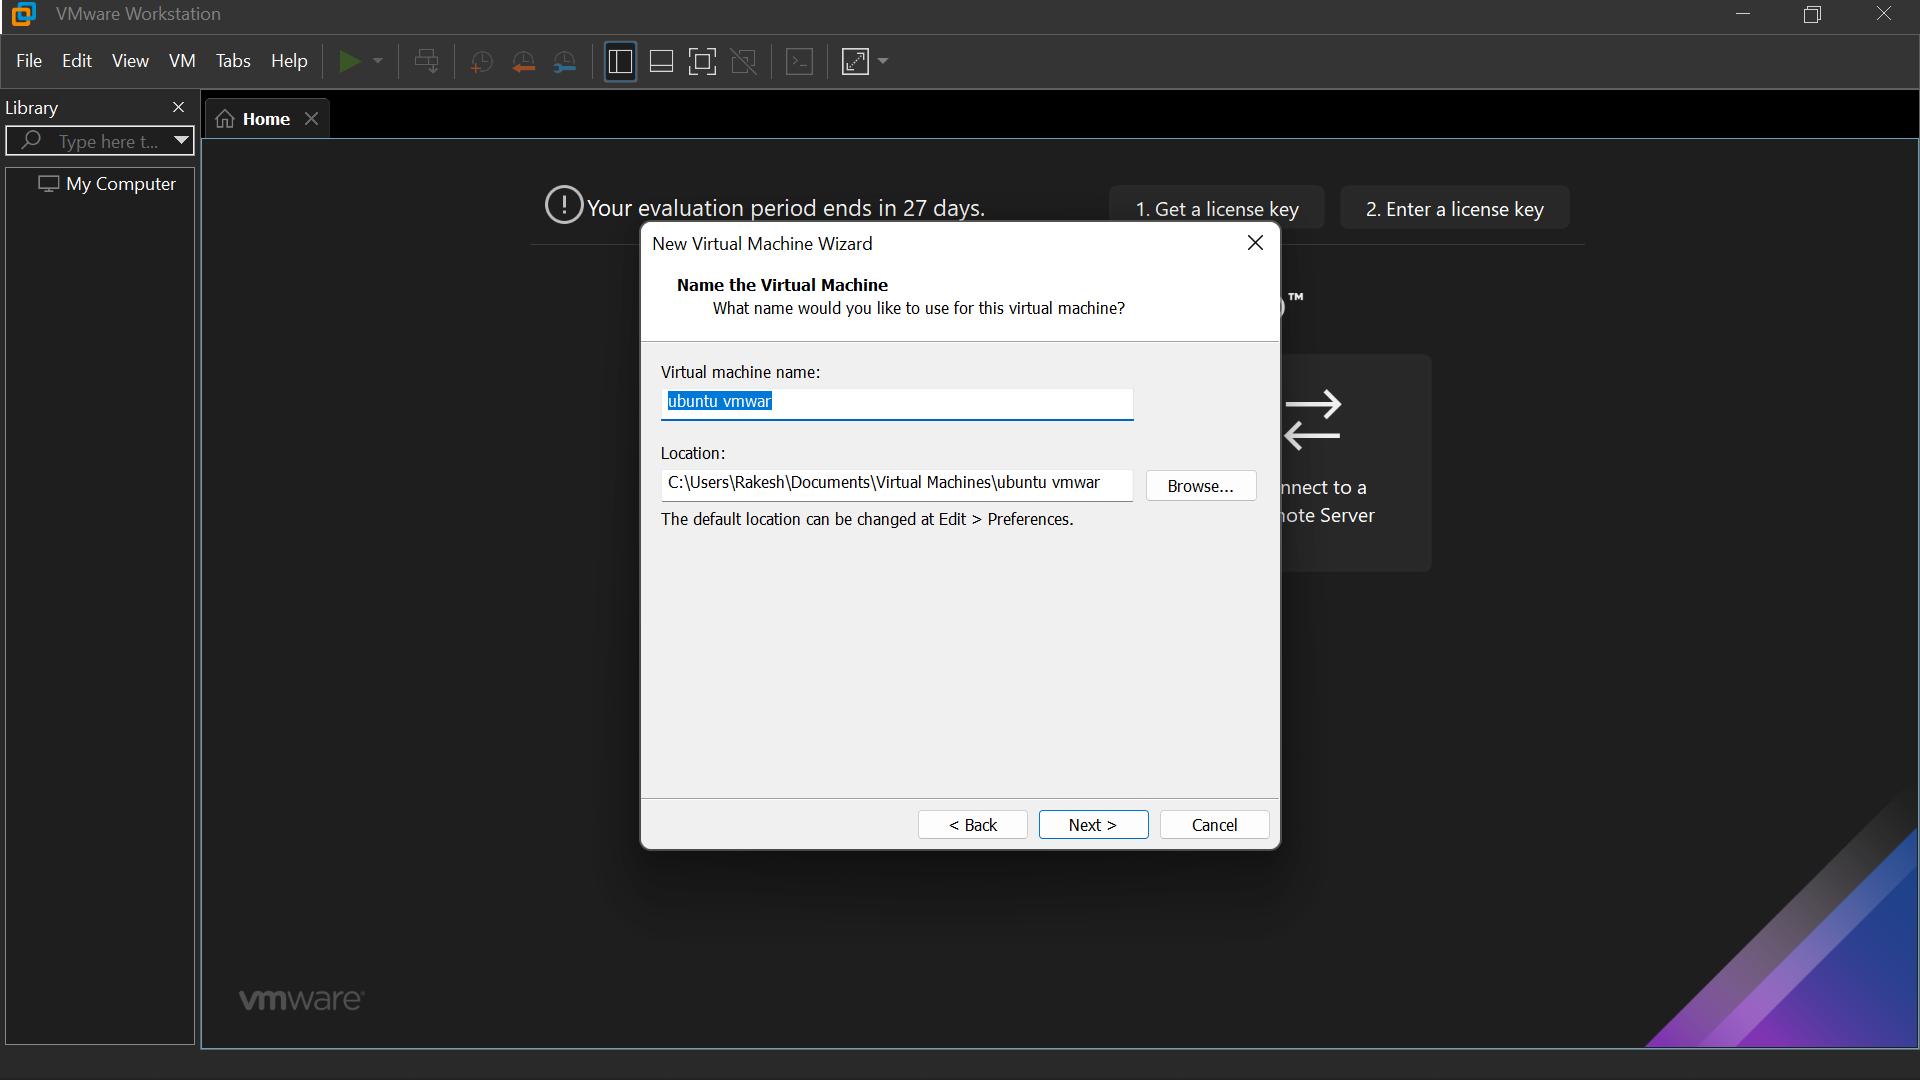 VMware Workstation
File Edit View VM Tabs Help
Library
Type here t...
My Computer
Home
Your evaluation period ends in 27 days.
1. Get a license key
2. Enter a license key
™
New Virtual Machine Wizard
Name the Virtual Machine
What name would you like to use for this virtual machine?
Virtual machine name:
ubuntu vmwar
Location:
C:\Users\Rakesh\Documents\Virtual Machines\ubuntu vmwar
Browse...
The default location can be changed at Edit > Preferences.
nnect to a
ote Server
< Back
Next >
Cancel
vmware